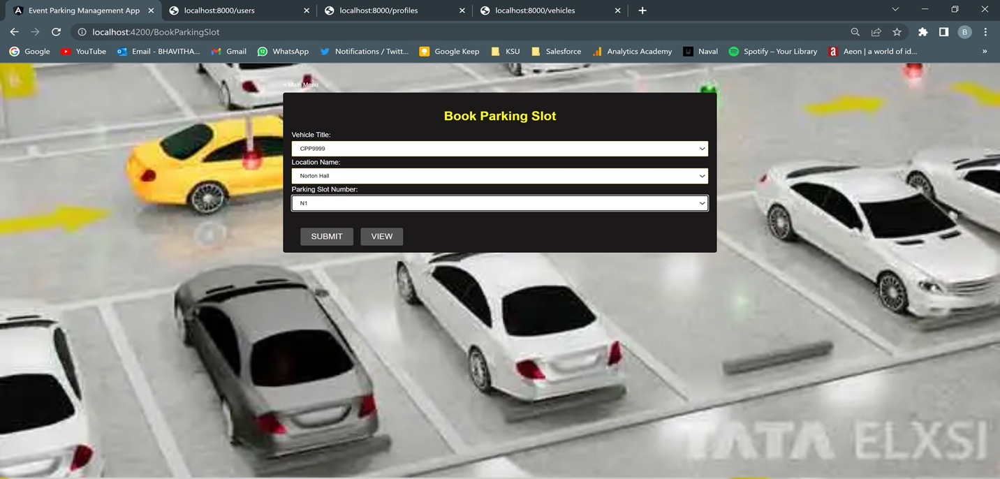 Event Parking Management App
localhost:8000/users
localhost:8000/profiles
localhost:8000/vehicles
localhost:4200/BookParkingSlot
B
Google
YouTube
Email - BHAVITHA...
Gmail
12
WhatsApp
Notifications / Twitt...
Google Keep
KSU
Salesforce
Analytics Academy
Naval
Spotify – Your Library
a
Aeon | a world of id...
»
Main Menu
Book Parking Slot
Vehicle Title:
CPP9999
Location Name:
Norton Hall
Parking Slot Number:
N1
SUBMIT VIEW
TATA ELXSI